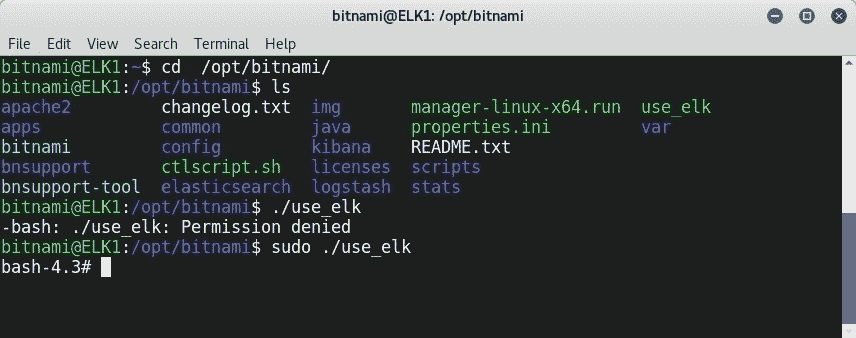 bitnami@ELK1: /opt/bitnami
File Edit View Search Terminal Help
bitnami@ELK1:~$ cd  /opt/bitnami/
bitnami@ELK1:/opt/bitnami$ ls
apache2         changelog.txt  img       manager-linux-x64.run  use_elk
apps            common         java      properties.ini         var
bitnami         config         kibana    README.txt
bnsupport       ctlscript.sh   licenses  scripts
bnsupport-tool  elasticsearch  logstash  stats
bitnami@ELK1:/opt/bitnami$ ./use_elk
-bash: ./use_elk: Permission denied
bitnami@ELK1:/opt/bitnami$ sudo ./use_elk
bash-4.3#